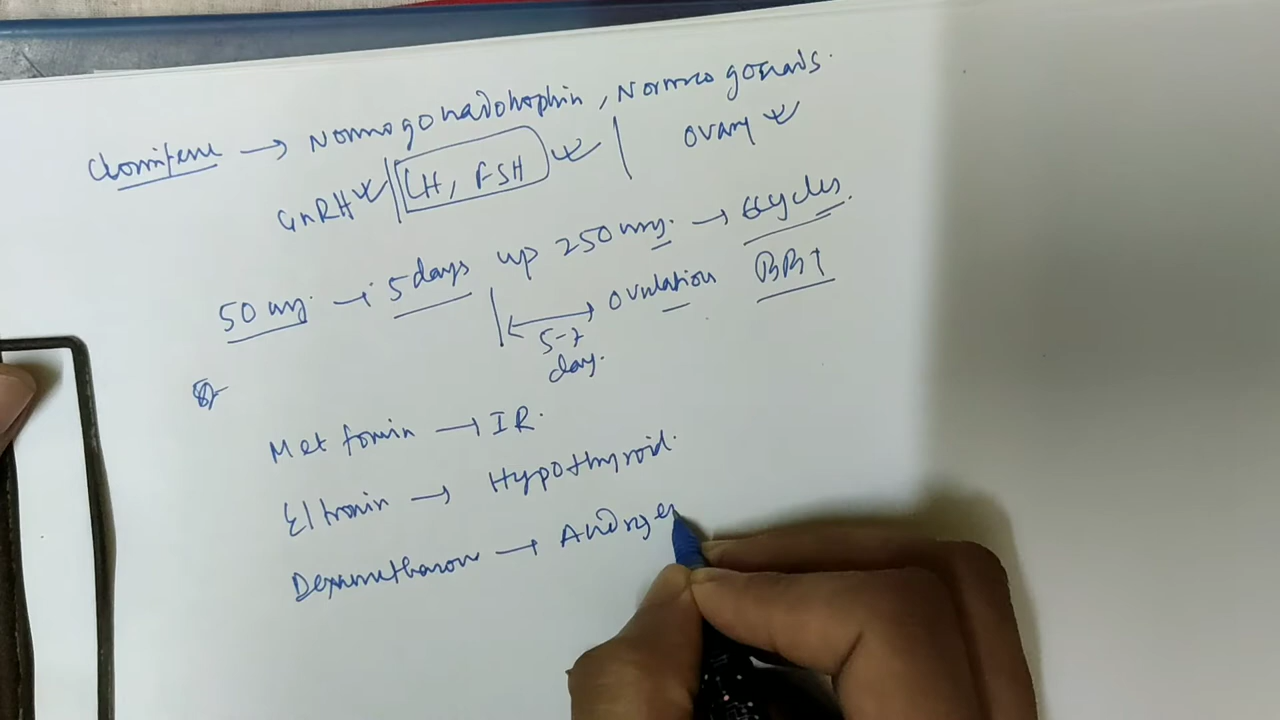 Clomifene → Normogonadotrophin, Normogonads.
GnRH | LH, FSH | Ovary
50 mg. → 5 days up 250 mg. → 6 cycles.
5-7 day. Ovulation BBT
Metformin → IR.
Eltroxin → Hypothyroid.
Dexamethasone → Androgen